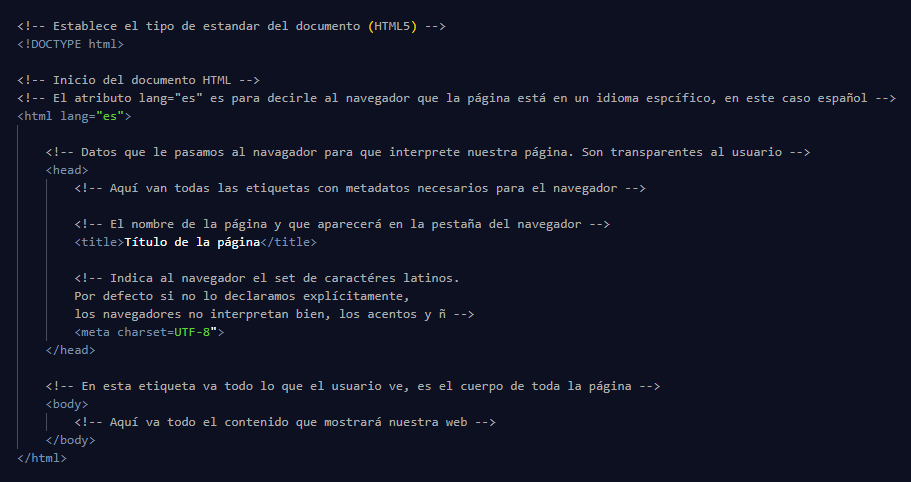 <!-- Establece el tipo de estandar del documento (HTML5) -->
<!DOCTYPE html>
<!-- Inicio del documento HTML -->
<!-- El atributo lang="es" es para decirle al navegador que la página está en un idioma espcífico, en este caso español -->
<html lang="es">
<!-- Datos que le pasamos al navagador para que interprete nuestra página. Son transparentes al usuario -->
<head>
<!-- Aquí van todas las etiquetas con metadatos necesarios para el navegador -->
<!-- El nombre de la página y que aparecerá en la pestaña del navegador -->
<title>Título de la página</title>
<!-- Indica al navegador el set de caractéres latinos.
Por defecto si no lo declaramos explícitamente,
los navegadores no interpretan bien, los acentos y ñ -->
<meta charset=UTF-8">
</head>
<!-- En esta etiqueta va todo lo que el usuario ve, es el cuerpo de toda la página -->
<body>
<!-- Aquí va todo el contenido que mostrará nuestra web -->
</body>
</html>